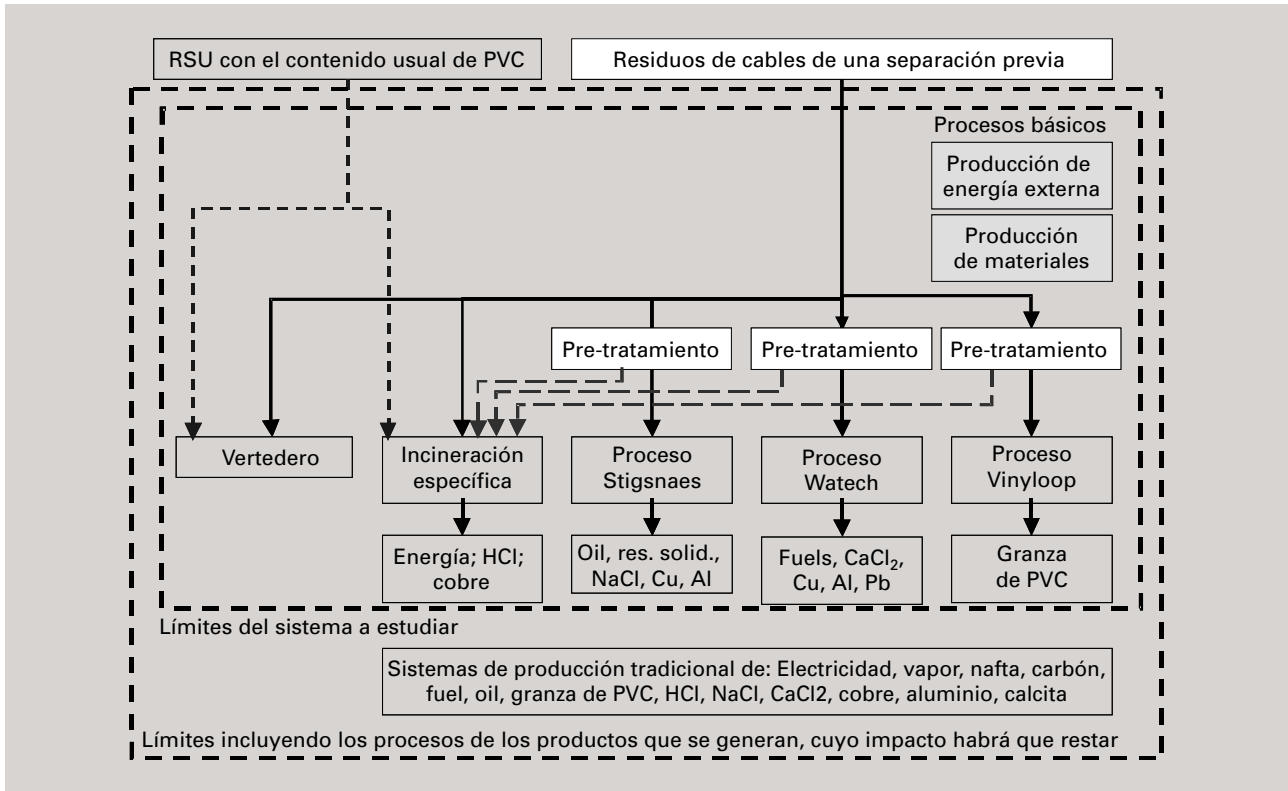 RSU con el contenido usual de PVC
Residuos de cables de una separación previa
Procesos básicos
Producción de
energía externa
Producción
de materiales
Pre-tratamiento
Pre-tratamiento
Pre-tratamiento
Vertedero
Incineración
específica
Proceso
Stigsnaes
Proceso
Watech
Proceso
Vinyloop
Energía; HCl;
cobre
Oil, res. solid.,
NaCl, Cu, Al
Fuels, CaCl₂,
Cu, Al, Pb
Granza
de PVC
Límites del sistema a estudiar
Sistemas de producción tradicional de: Electricidad, vapor, nafta, carbón,
fuel, oil, granza de PVC, HCl, NaCl, CaCl2, cobre, aluminio, calcita
Límites incluyendo los procesos de los productos que se generan, cuyo impacto habrá que restar